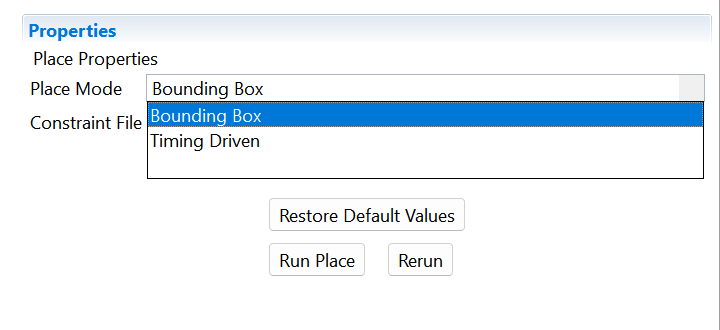 Properties
Place Properties
Place Mode Bounding Box
Bounding Box
Constraint File
Timing Driven
Restore Default Values
Run Place Rerun